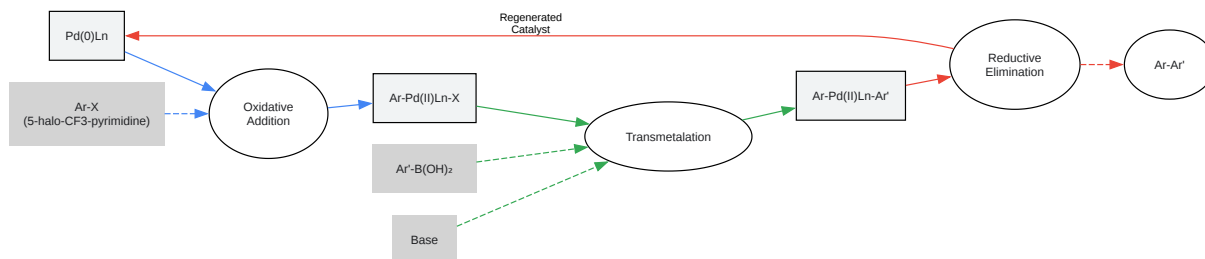 Regenerated
Catalyst
Pd(0)Ln
Ar-X
(5-halo-CF3-pyrimidine)
Oxidative
Addition
Ar-Pd(II)Ln-X
Ar'-B(OH)₂
Base
Transmetalation
Ar-Pd(II)Ln-Ar'
Reductive
Elimination
Ar-Ar'